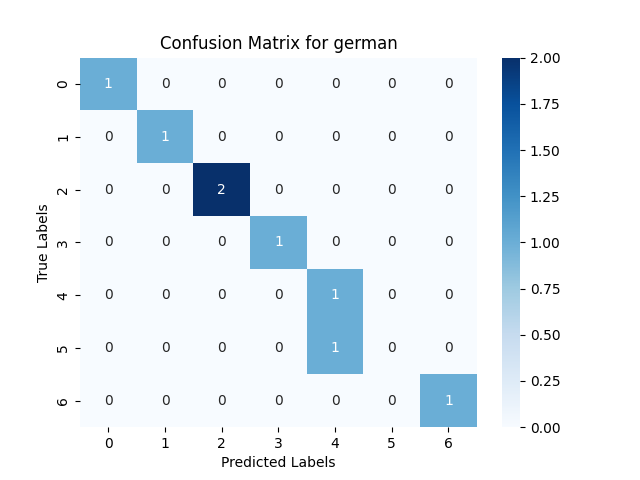 Confusion Matrix for german
True Labels
0 1 0 0 0 0 0 0
1 0 1 0 0 0 0 0
2 0 0 2 0 0 0 0
3 0 0 0 1 0 0 0
4 0 0 0 0 1 0 0
5 0 0 0 0 1 0 0
6 0 0 0 0 0 0 1
0 1 2 3 4 5 6
Predicted Labels
2.00
1.75
1.50
1.25
1.00
0.75
0.50
0.25
0.00